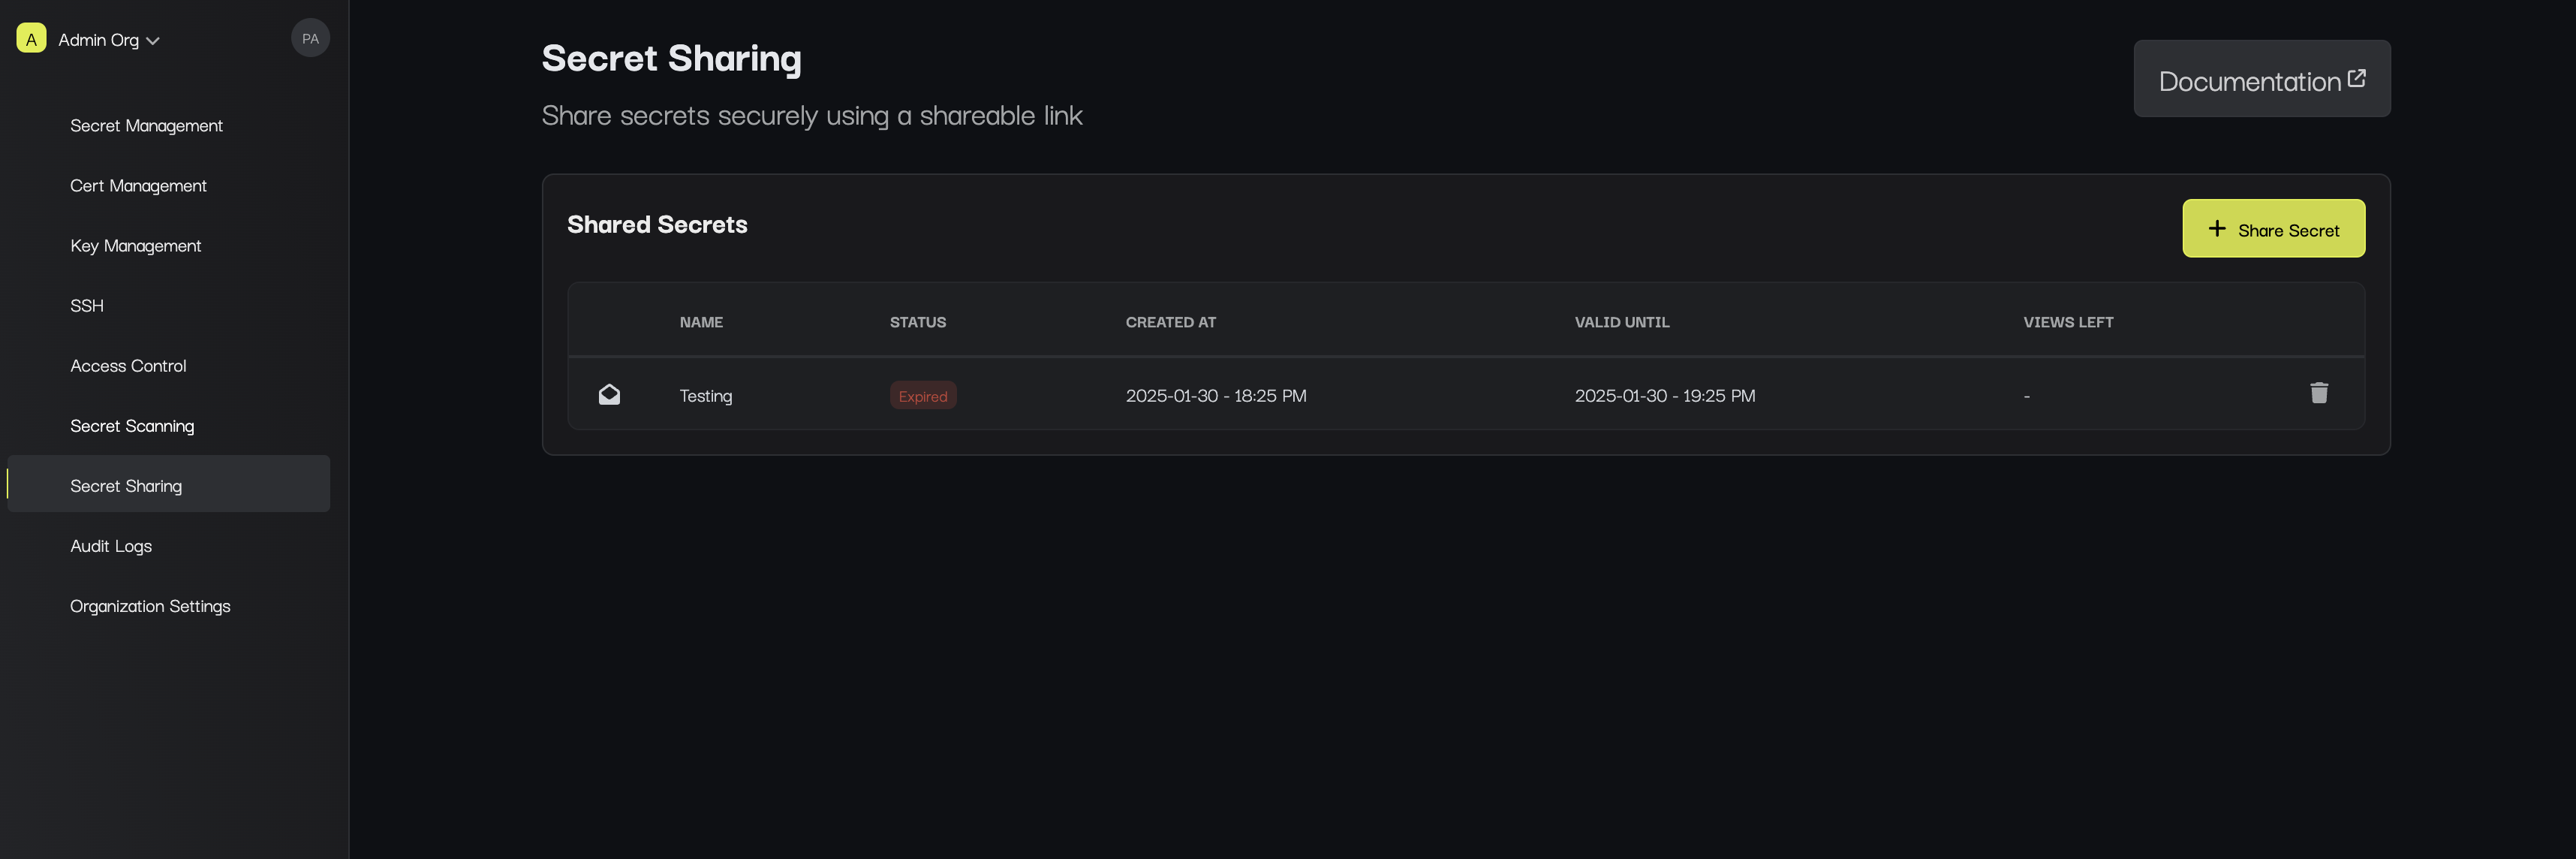 A Admin Org PA
Secret Management
Cert Management
Key Management
SSH
Access Control
Secret Scanning
Secret Sharing
Audit Logs
Organization Settings
Secret Sharing
Share secrets securely using a shareable link
Documentation
Shared Secrets
Share Secret
NAME STATUS CREATED AT VALID UNTIL VIEWS LEFT
Testing Expired 2025-01-30 - 18:25 PM 2025-01-30 - 19:25 PM -